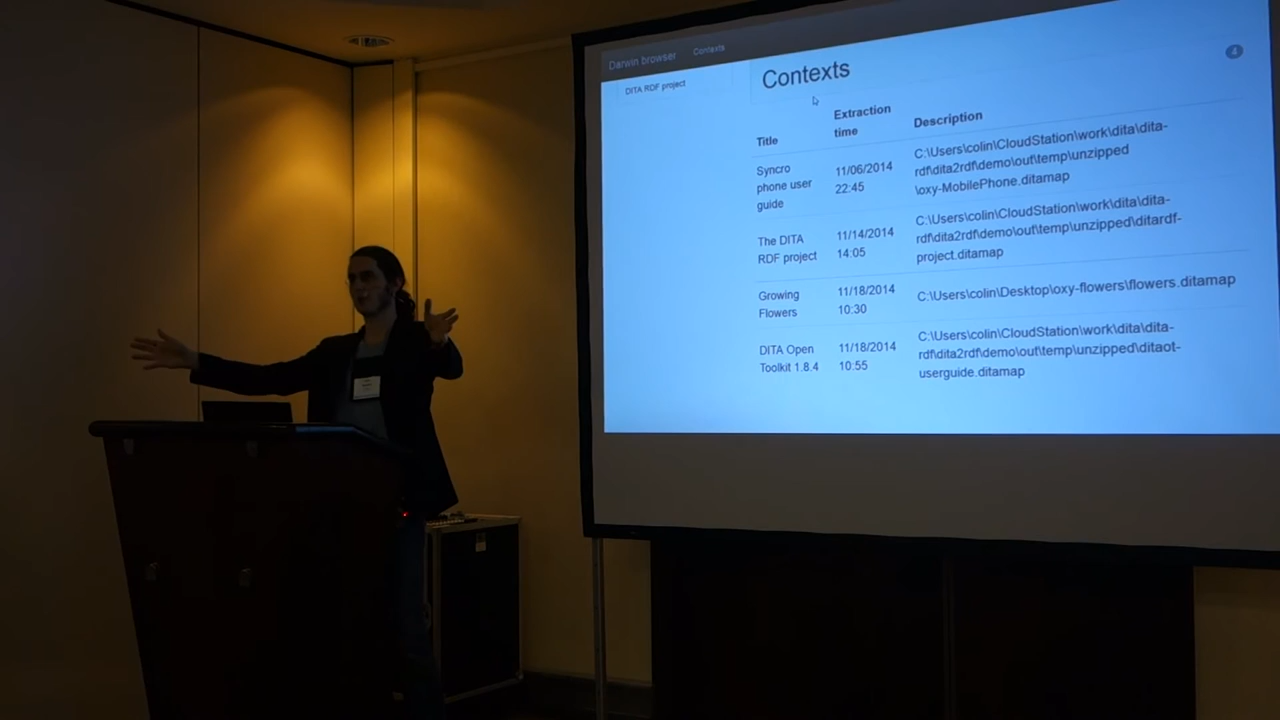 Darwin browser Contexts
DITA RDF project
Contexts
4
Title
Extraction
time
Description
Syncro
phone user
guide
11/06/2014
22:45
C:\Users\colin\CloudStation\work\dita\dita-
rdf\dita2rdf\demo\out\temp\unzipped
\oxy-MobilePhone.ditamap
The DITA
RDF project
11/14/2014
14:05
C:\Users\colin\CloudStation\work\dita\dita-
rdf\dita2rdf\demo\out\temp\unzipped\ditardf-
project.ditamap
Growing
Flowers
11/18/2014
10:30
C:\Users\colin\Desktop\oxy-flowers\flowers.ditamap
DITA Open
Toolkit 1.8.4
11/18/2014
10:55
C:\Users\colin\CloudStation\work\dita\dita-
rdf\dita2rdf\demo\out\temp\unzipped\ditaot-
userguide.ditamap